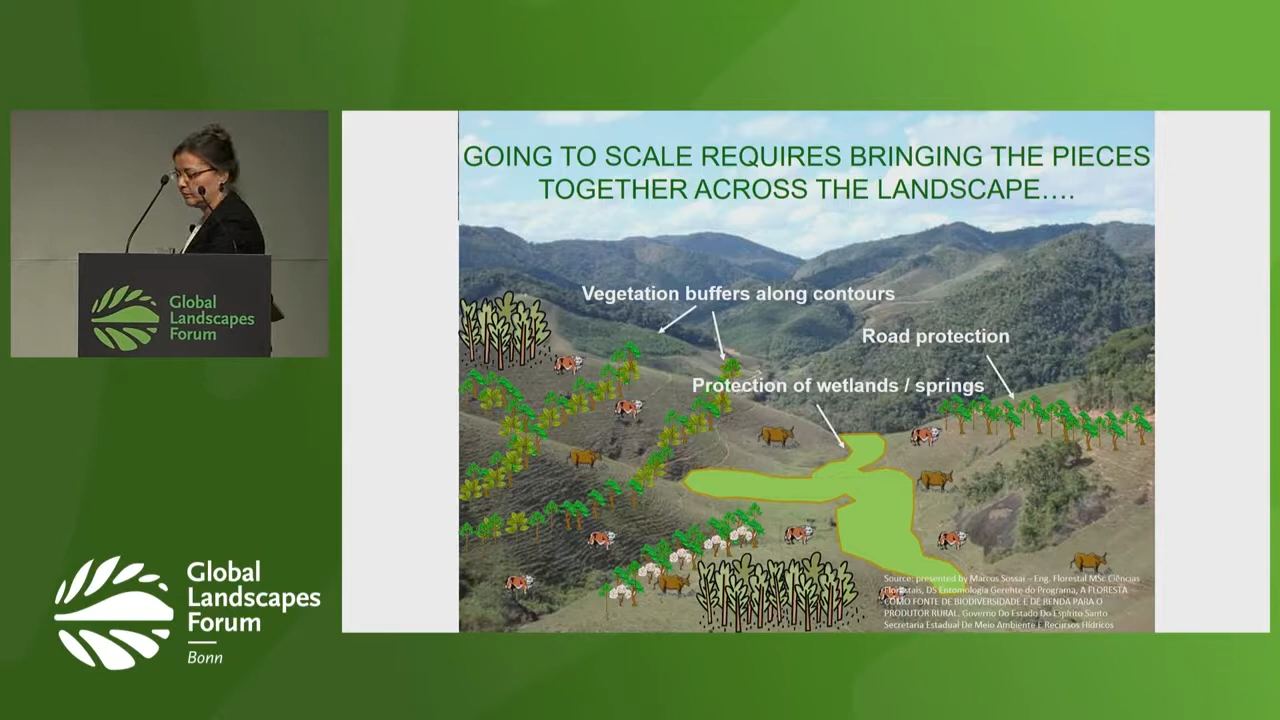 GOING TO SCALE REQUIRES BRINGING THE PIECES
TOGETHER ACROSS THE LANDSCAPE….
Vegetation buffers along contours
Road protection
Protection of wetlands / springs
Source: presented by Marcos Sossai – Eng. Florestal MSc Ciências
Florestais, DS Entomologia Gerehte do Programa, A FLORESTA
COMO FONTE DE BIODIVERSIDADE E DE RENDA PARA O
PRODUTOR RURAL. Governo Do Estado Do Espírito Santo
Secretaria Estadual De Meio Ambiente E Recursos Hídricos
Global
Landscapes
Forum
Global
Landscapes
Forum
Bonn